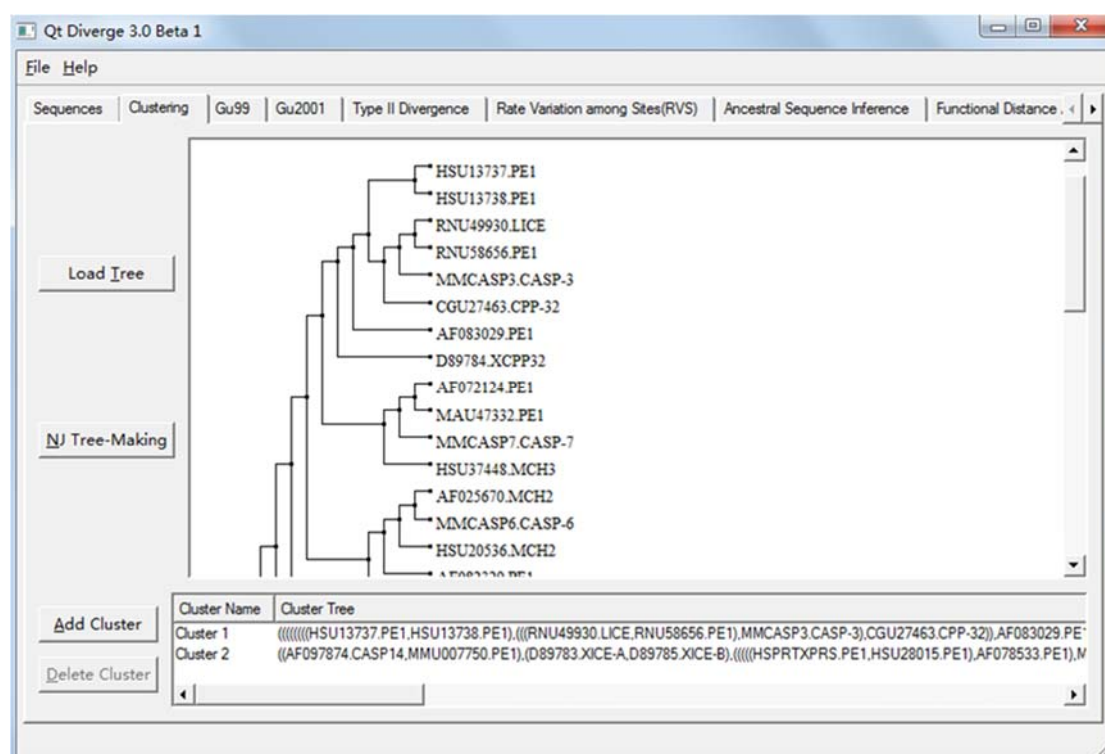 Qt Diverge 3.0 Beta 1
File Help
Sequences Clustering Gu99 Gu2001 Type II Divergence Rate Variation among Sites(RVS) Ancestral Sequence Inference Functional Distance
HSU13737.PE1
HSU13738.PE1
RNU49930.LICE
RNU58656.PE1
Load Tree
MMCASP3.CASP-3
CGU27463.CPP-32
AF083029.PE1
D89784.XCPP32
AF072124.PE1
MAU47332.PE1
NJ Tree-Making
MMCASP7.CASP-7
HSU37448.MCH3
AF025670.MCH2
MMCASP6.CASP-6
HSU20536.MCH2
Cluster Name Cluster Tree
Add Cluster
Cluster 1 ((((((((HSU13737.PE1,HSU13738.PE1),(((RNU49930.LICE,RNU58656.PE1),MMCASP3.CASP-3),CGU27463.CPP-32)),AF083029.PE1
Cluster 2 ((AF097874.CASP14,MMU007750.PE1),(D89783.XICE-A,D89785.XICE-B),(((((HSPRTXPRS.PE1,HSU28015.PE1),AF078533.PE1),M
Delete Cluster